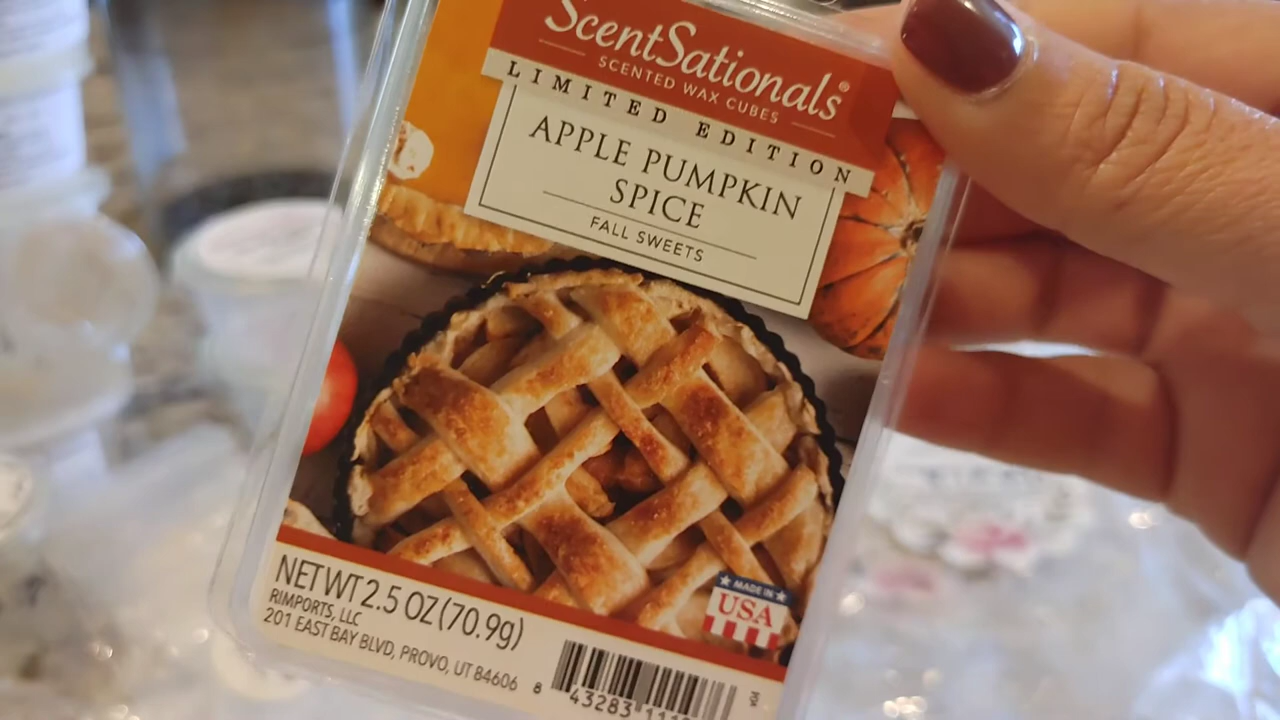 ScentSationals®
SCENTED WAX CUBES
LIMITED EDITION
APPLE PUMPKIN
SPICE
FALL SWEETS
MADE IN
USA
NET WT 2.5 OZ (70.9g)
RIMPORTS, LLC
201 EAST BAY BLVD, PROVO, UT 84606
8 43283